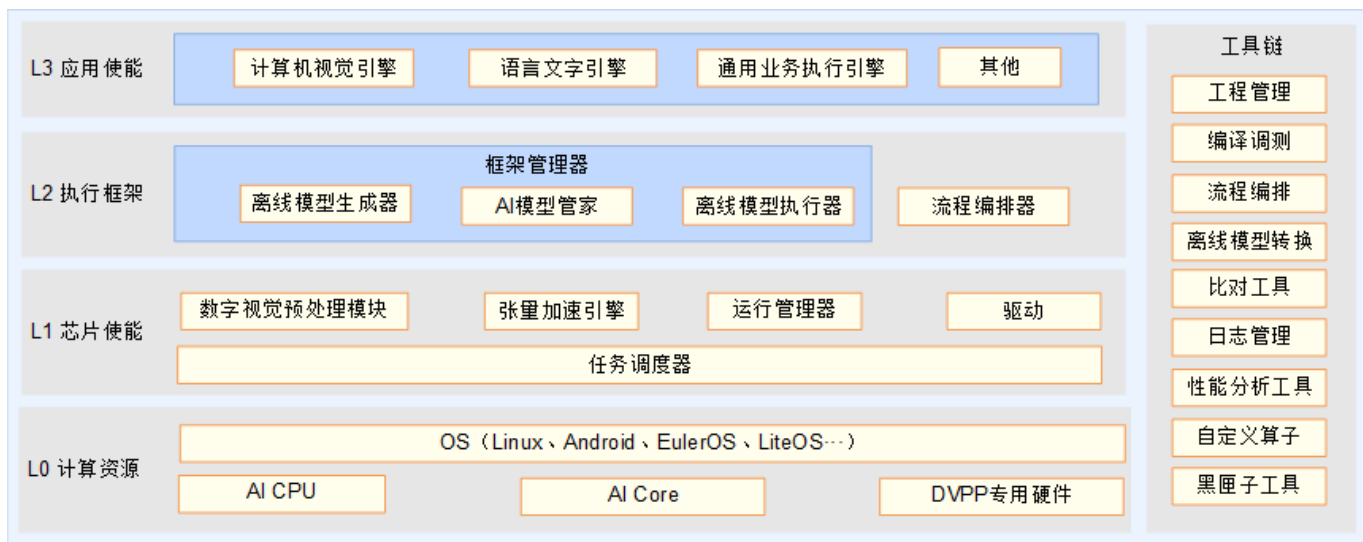 L3 应用使能
计算机视觉引擎
语言文字引擎
通用业务执行引擎
其他
L2 执行框架
框架管理器
离线模型生成器
AI模型管家
离线模型执行器
流程编排器
L1 芯片使能
数字视觉预处理模块
张量加速引擎
运行管理器
驱动
任务调度器
L0 计算资源
OS（Linux、Android、EulerOS、LiteOS…）
AI CPU
AI Core
DVPP专用硬件
工具链
工程管理
编译调测
流程编排
离线模型转换
比对工具
日志管理
性能分析工具
自定义算子
黑匣子工具